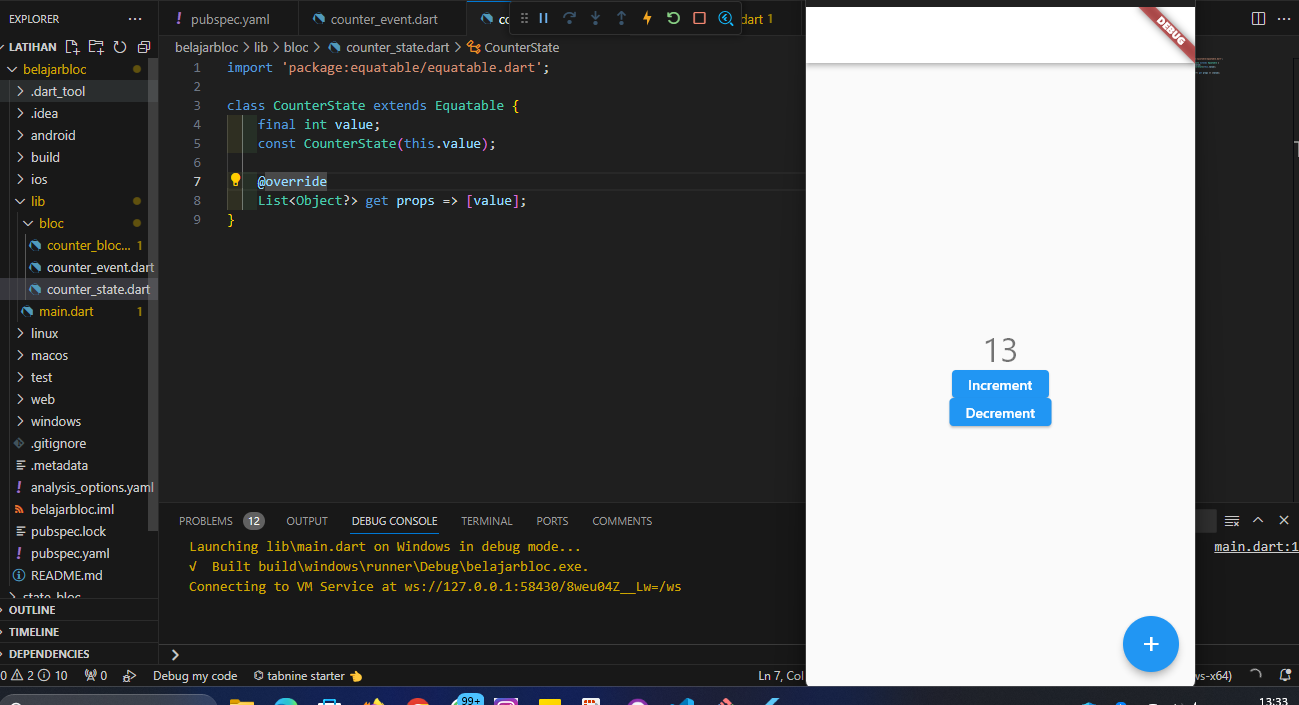 EXPLORER
LATIHAN
belajarbloc
.dart_tool
.idea
android
build
ios
lib
bloc
counter_bloc... 1
counter_event.dart
counter_state.dart
main.dart 1
linux
macos
test
web
windows
.gitignore
.metadata
analysis_options.yaml
belajarbloc.iml
pubspec.lock
pubspec.yaml
README.md
state_bloc
OUTLINE
TIMELINE
DEPENDENCIES
pubspec.yaml
counter_event.dart
co
dart 1
belajarbloc > lib > bloc > counter_state.dart > CounterState
1 import 'package:equatable/equatable.dart';
2
3 class CounterState extends Equatable {
4 final int value;
5 const CounterState(this.value);
6
7 @override
8 List<Object?> get props => [value];
9 }
PROBLEMS 12 OUTPUT DEBUG CONSOLE TERMINAL PORTS COMMENTS
Launching lib\main.dart on Windows in debug mode...
√ Built build\windows\runner\Debug\belajarbloc.exe.
Connecting to VM Service at ws://127.0.0.1:58430/8weu04Z__Lw=/ws
main.dart:1
DEBUG
13
Increment
Decrement
+
0 2 10 0 Debug my code tabnine starter Ln 7, Col
ws-x64)
99+
13:33